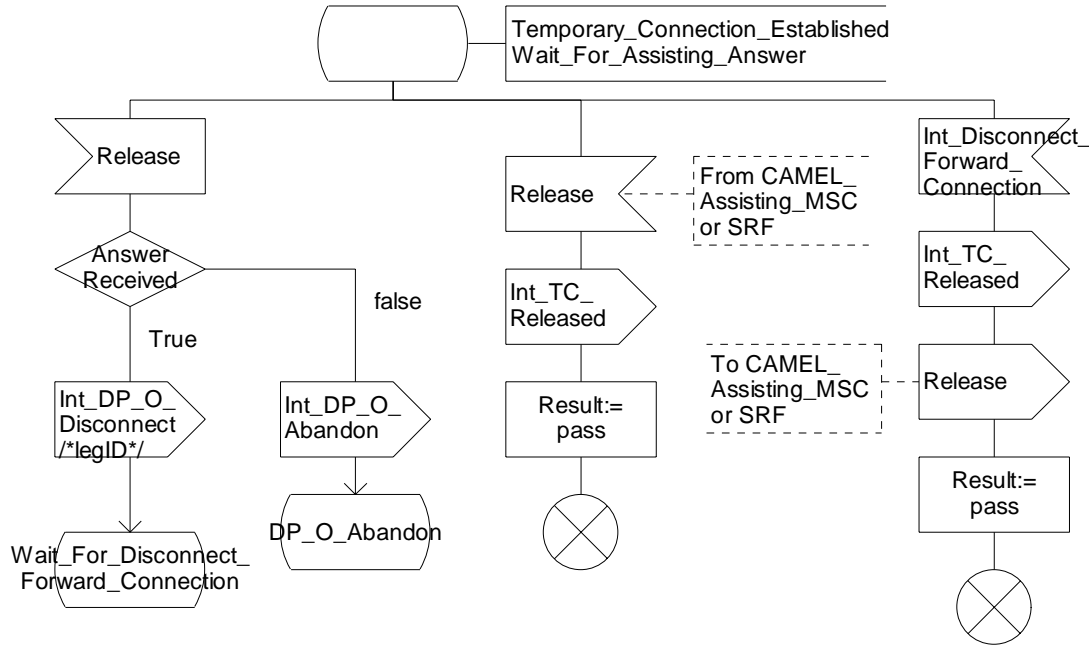 Temporary_Connection_Established
Wait_For_Assisting_Answer
Release
Answer
Received
True
false
Int_DP_O_
Disconnect
/*legID*/
Int_DP_O_
Abandon
Wait_For_Disconnect_
Forward_Connection
DP_O_Abandon
Release
From CAMEL_
Assisting_MSC
or SRF
Int_TC_
Released
Result:=
pass
Int_Disconnect_
Forward_
Connection
Int_TC_
Released
To CAMEL_
Assisting_MSC
or SRF
Release
Result:=
pass